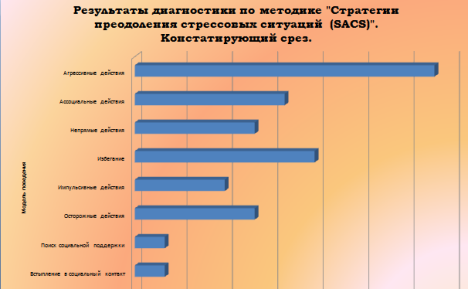 Результаты диагностики по методике "Стратегии
преодоления стрессовых ситуаций (SACS)".
Констатирующий срез.
Агрессивные действия
Ассоциальные действия
Непрямые действия
Избегание
Импульсивные действия
Осторожные действия
Поиск социальной поддержки
Вступление в социальный контакт
Модель поведения